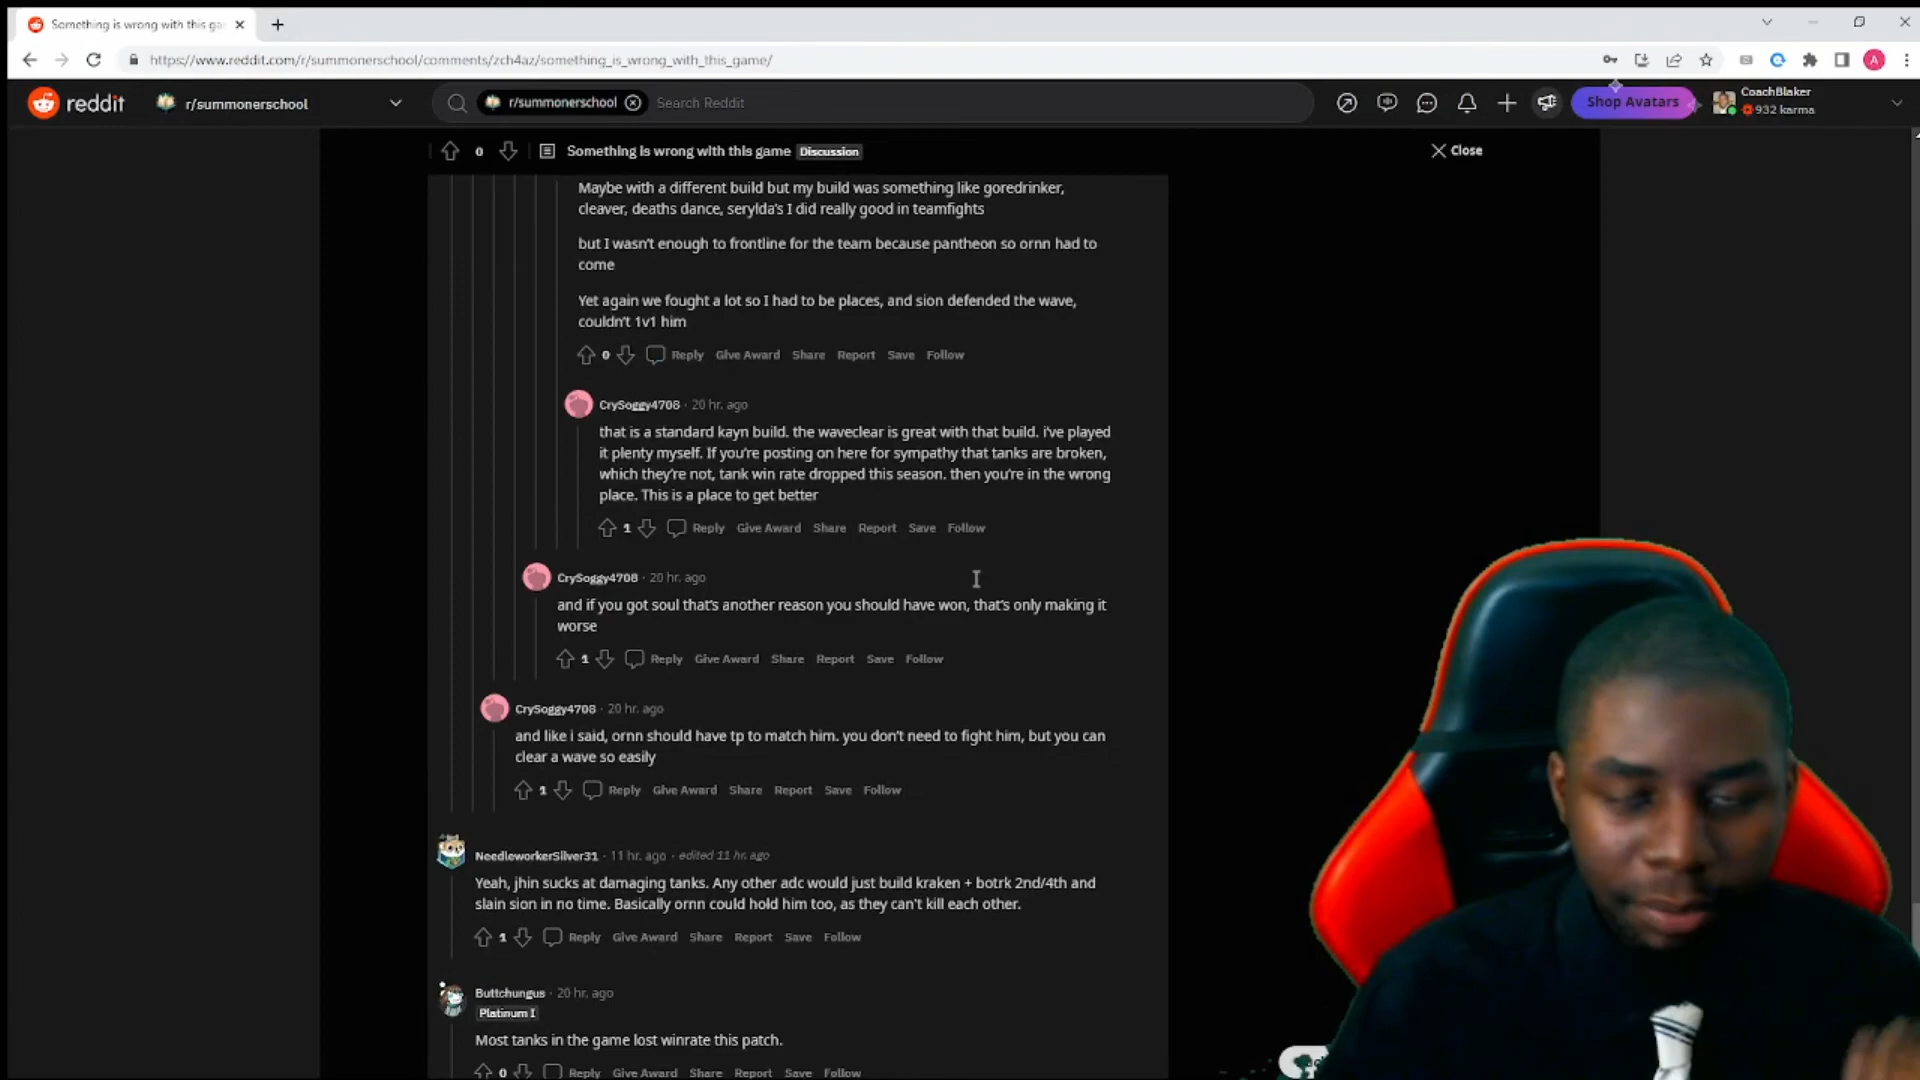 Something is wrong with this ga
https://www.reddit.com/r/summonerschool/comments/zch4az/something_is_wrong_with_this_game/
reddit
r/summonerschool
r/summonerschool
Search Reddit
Shop Avatars
CoachBlaker
932 karma
0
Something is wrong with this game
Discussion
Close
Maybe with a different build but my build was something like goredrinker,
cleaver, deaths dance, serylda's I did really good in teamfights
but I wasn't enough to frontline for the team because pantheon so ornn had to
come
Yet again we fought a lot so I had to be places, and sion defended the wave,
couldn't 1v1 him
0 Reply Give Award Share Report Save Follow
CrySoggy4708 · 20 hr. ago
that is a standard kayn build. the waveclear is great with that build. i've played
it plenty myself. If you're posting on here for sympathy that tanks are broken,
which they're not, tank win rate dropped this season. then you're in the wrong
place. This is a place to get better
1 Reply Give Award Share Report Save Follow
CrySoggy4708 · 20 hr. ago
and if you got soul that's another reason you should have won, that's only making it
worse
1 Reply Give Award Share Report Save Follow
CrySoggy4708 · 20 hr. ago
and like i said, ornn should have tp to match him. you don't need to fight him, but you can
clear a wave so easily
1 Reply Give Award Share Report Save Follow
NeedleworkerSilver31 · 11 hr. ago · edited 11 hr. ago
Yeah, jhin sucks at damaging tanks. Any other adc would just build kraken + botrk 2nd/4th and
slain sion in no time. Basically ornn could hold him too, as they can't kill each other.
1 Reply Give Award Share Report Save Follow
Buttchungus · 20 hr. ago
Platinum I
Most tanks in the game lost winrate this patch.
0 Reply Give Award Share Report Save Follow